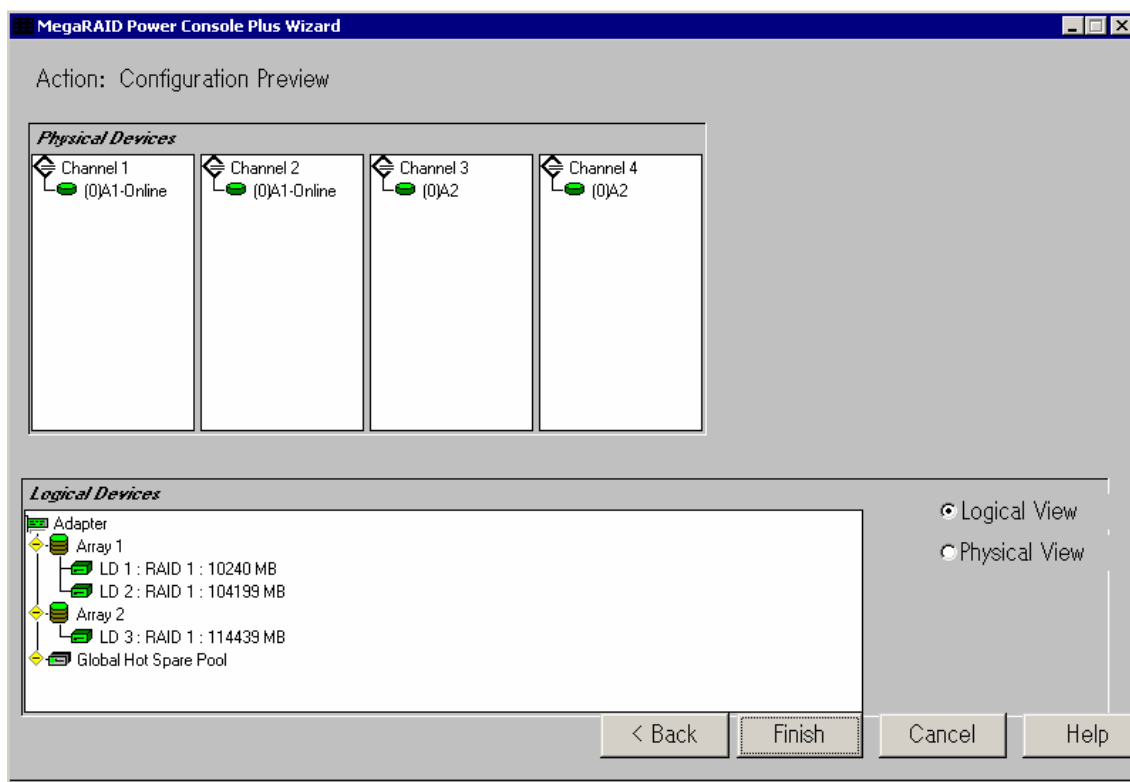 MegaRAID Power Console Plus Wizard
Action: Configuration Preview
Physical Devices
Channel 1
(0)A1-Online
Channel 2
(0)A1-Online
Channel 3
(0)A2
Channel 4
(0)A2
Logical Devices
Adapter
Array 1
LD 1 : RAID 1 : 10240 MB
LD 2 : RAID 1 : 104199 MB
Array 2
LD 3 : RAID 1 : 114439 MB
Global Hot Spare Pool
Logical View
Physical View
< Back
Finish
Cancel
Help